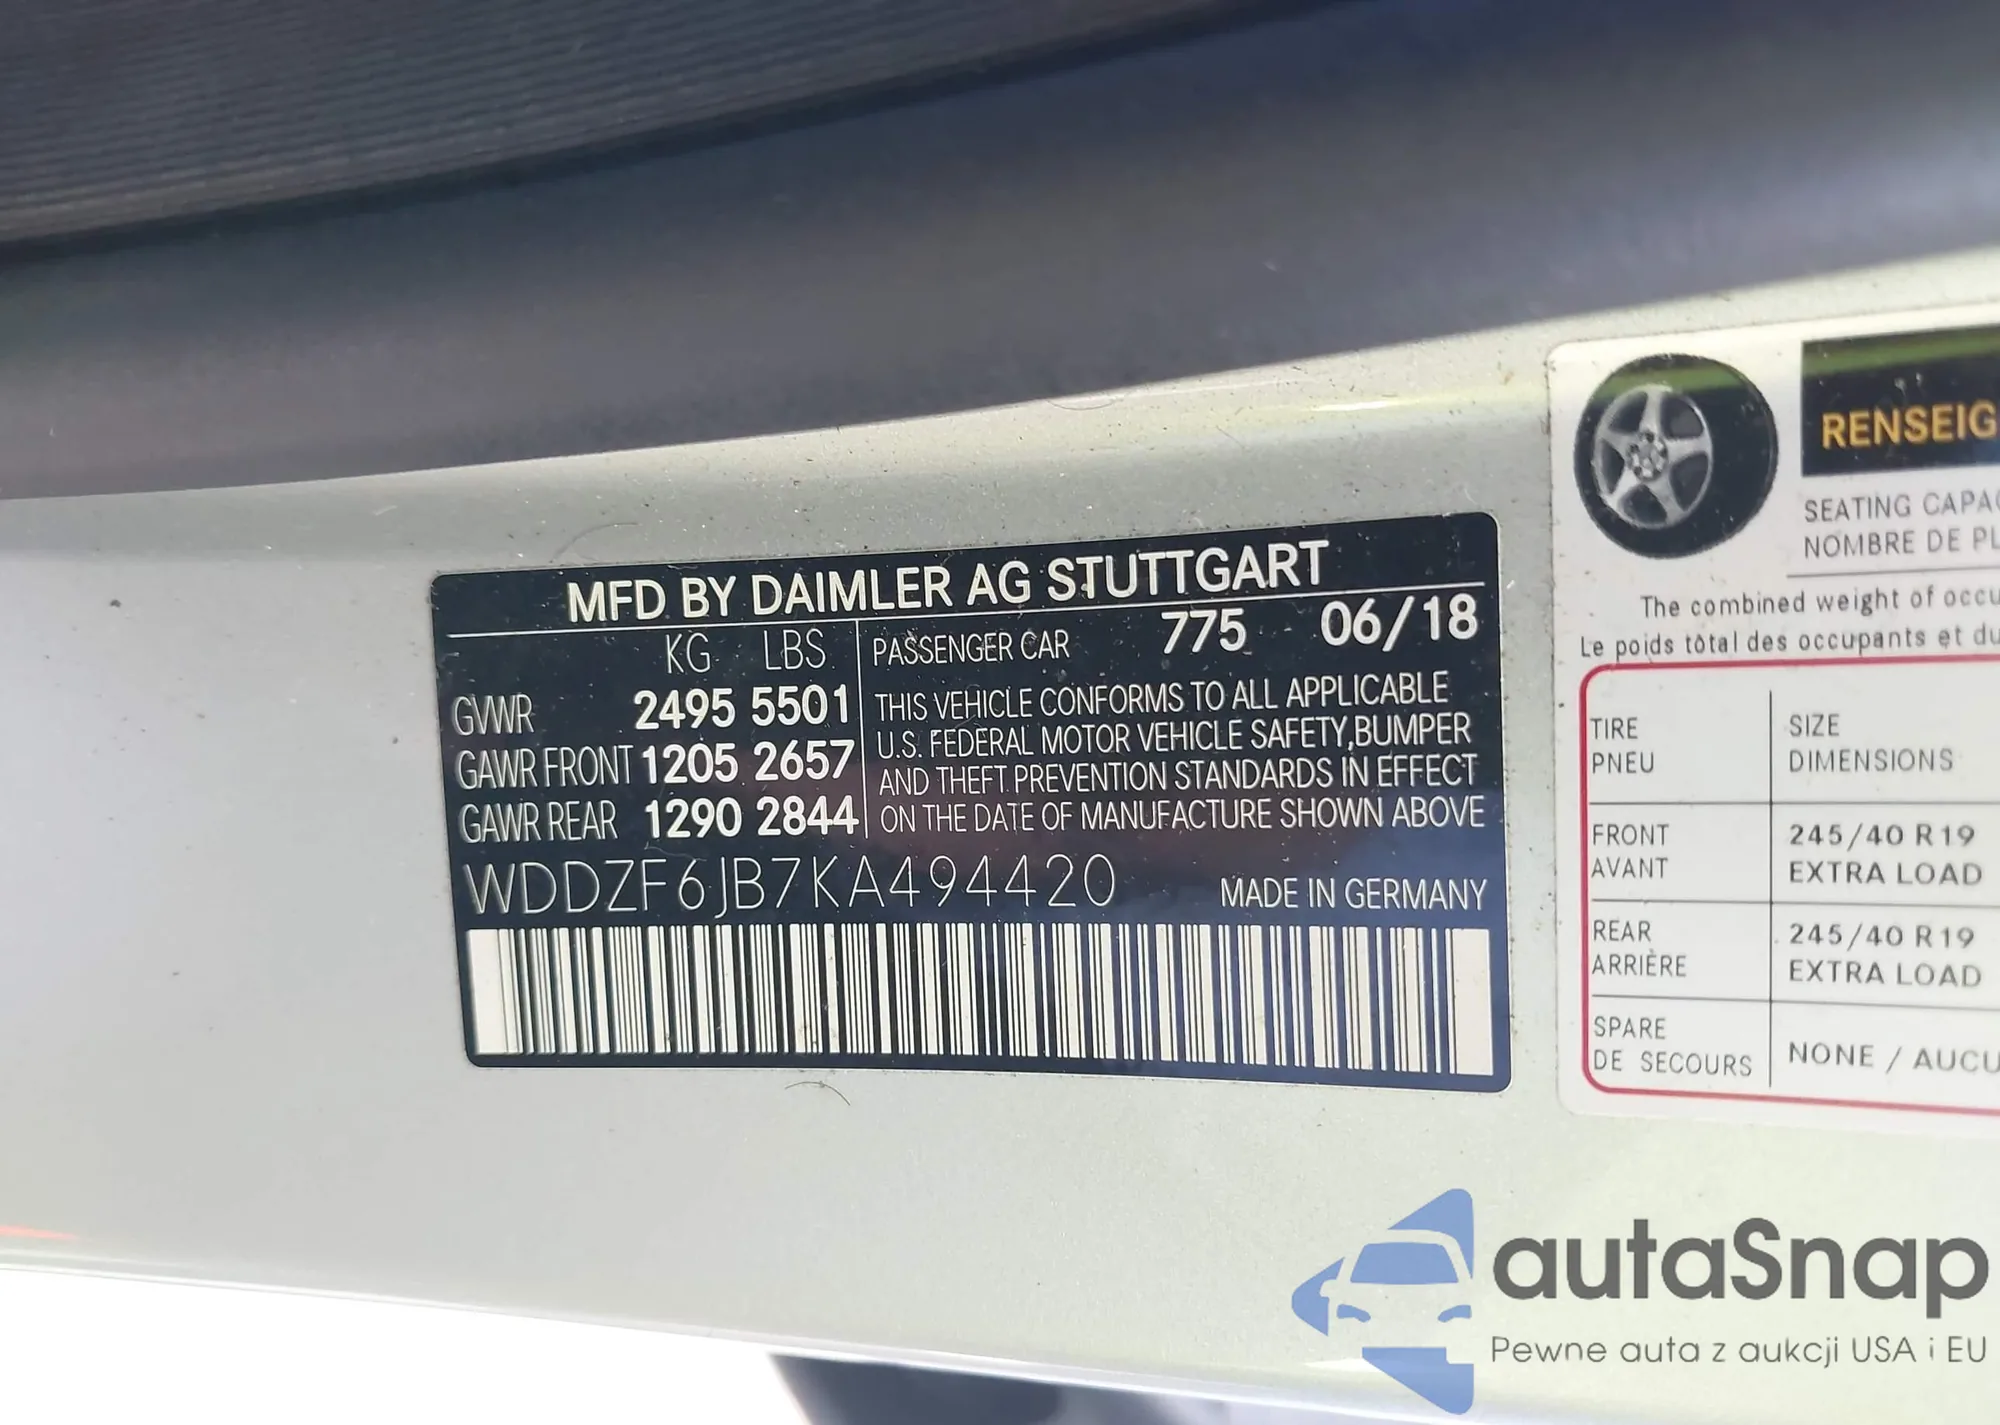 MFD BY DAIMLER AG STUTTGART
KG LBS
GVWR 2495 5501
GAWR FRONT 1205 2657
GAWR REAR 1290 2844
PASSENGER CAR 775 06/18
THIS VEHICLE CONFORMS TO ALL APPLICABLE
U.S. FEDERAL MOTOR VEHICLE SAFETY, BUMPER
AND THEFT PREVENTION STANDARDS IN EFFECT
ON THE DATE OF MANUFACTURE SHOWN ABOVE
WDDZF6JB7KA494420
MADE IN GERMANY
RENSEIG
SEATING CAPAC
NOMBRE DE PL
The combined weight of occu
Le poids tôtal des occupants et du
TIRE SIZE
PNEU DIMENSIONS
FRONT 245/40 R19
AVANT EXTRA LOAD
REAR 245/40 R19
ARRIÈRE EXTRA LOAD
SPARE
DE SECOURS NONE / AUCU
autaSnap
Pewne auta z aukcji USA i EU